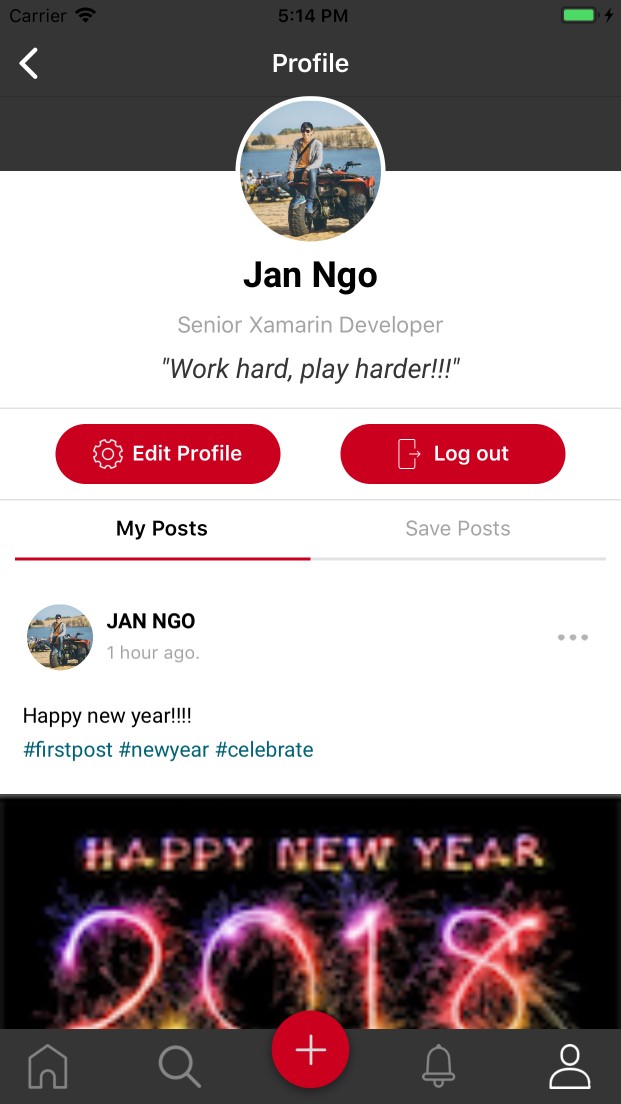 Carrier 5:14 PM
Profile
Jan Ngo
Senior Xamarin Developer
"Work hard, play harder!!!"
Edit Profile Log out
My Posts Save Posts
JAN NGO
1 hour ago.
Happy new year!!!!
#firstpost #newyear #celebrate
HAPPY NEW YEAR
2018